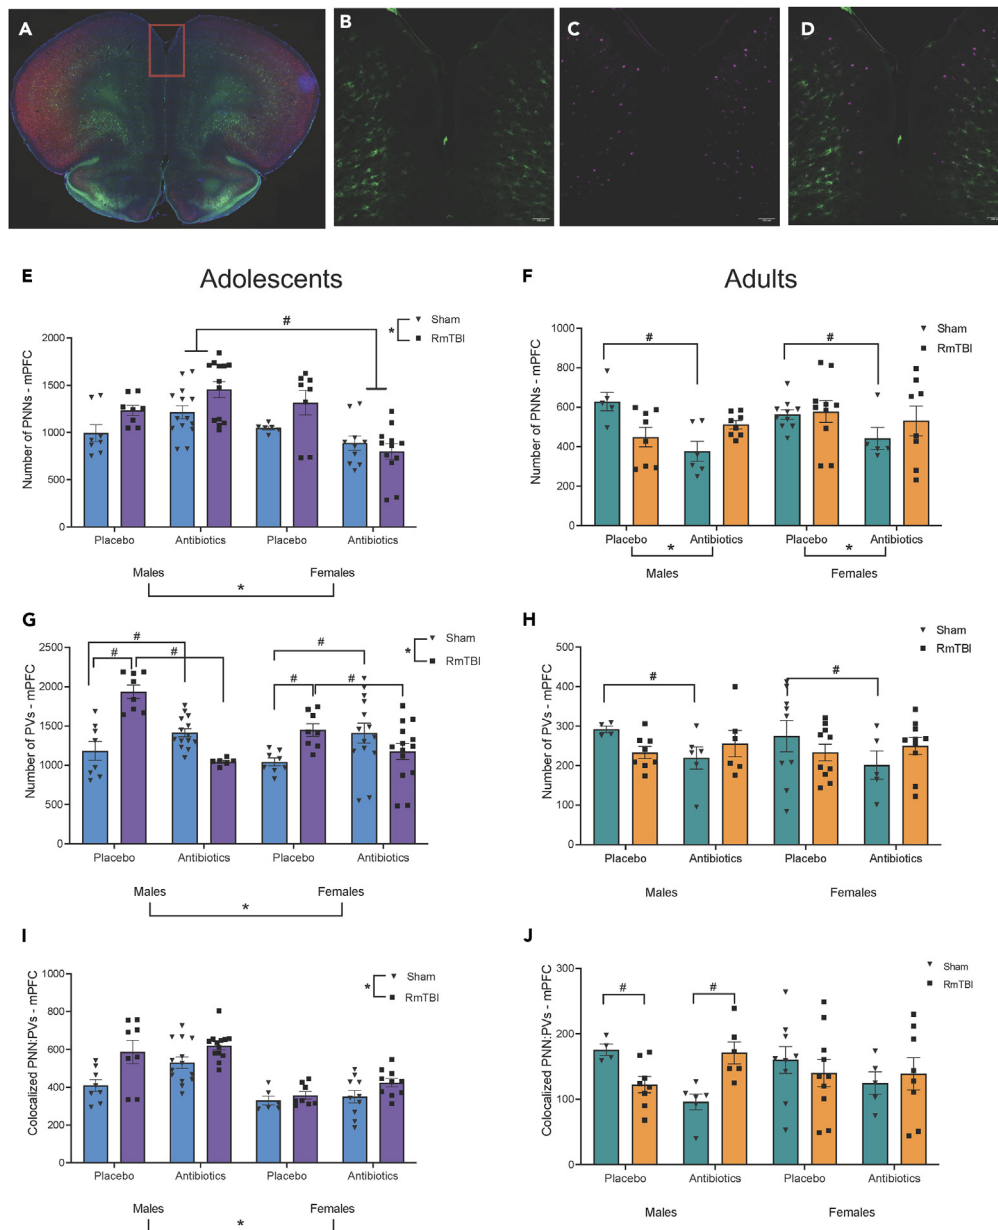 A
B
C
D
E
Adolescents
F
Adults
#
* Sham
RmTBI
Number of PNNs - mPFC
2000
1500
1000
500
0
Placebo Antibiotics Placebo Antibiotics
Males Females
*
Sham
RmTBI
# #
Number of PNNs - mPFC
1000
800
600
400
200
0
Placebo Antibiotics Placebo Antibiotics
* *
Males Females
G
* Sham
RmTBI
# #
# # # #
Number of PVs - mPFC
2500
2000
1500
1000
500
0
Placebo Antibiotics Placebo Antibiotics
Males Females
*
H
Sham
RmTBI
# #
Number of PVs - mPFC
500
400
300
200
100
0
Placebo Antibiotics Placebo Antibiotics
Males Females
I
* Sham
RmTBI
Colocalized PNN:PVs - mPFC
1000
800
600
400
200
0
Placebo Antibiotics Placebo Antibiotics
Males Females
*
J
Sham
RmTBI
# #
Colocalized PNN:PVs - mPFC
300
200
100
0
Placebo Antibiotics Placebo Antibiotics
Males Females